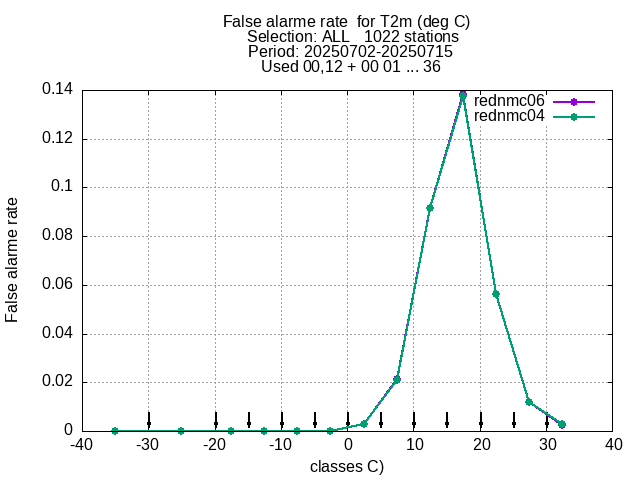 False alarme rate  for T2m (deg C)
Selection: ALL   1022 stations
Period: 20250702-20250715
Used 00,12 + 00 01 ... 36
rednmc06
rednmc04
False alarme rate
0.14
0.12
0.1
0.08
0.06
0.04
0.02
0
-40 -30 -20 -10 0 10 20 30 40
classes C)